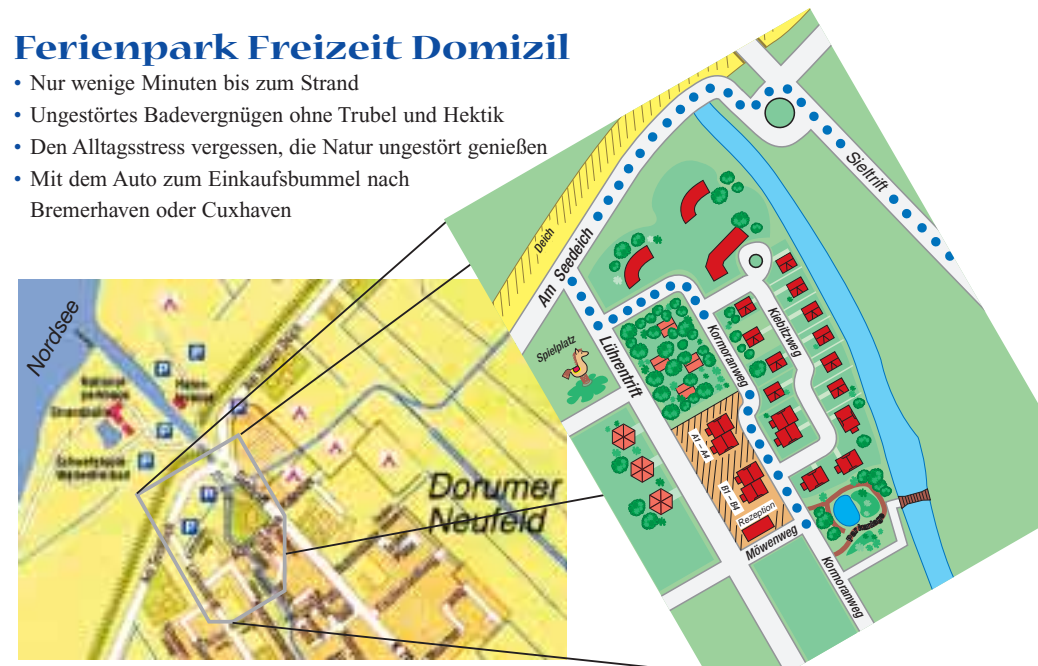 Ferienpark Freizeit Domizil
• Nur wenige Minuten bis zum Strand
• Ungestörtes Badevergnügen ohne Trubel und Hektik
• Den Alltagsstress vergessen, die Natur ungestört genießen
• Mit dem Auto zum Einkaufsbummel nach
Bremerhaven oder Cuxhaven
Deich
Am Seedeich
Sieltrift
Spielplatz
Lührentrift
Kormoranweg
Kiebitzweg
A1 – A4
B1 – B4
Rezeption
Möwenweg
Kormoranweg
Nordsee
P
P
P
P
P
P
Dorumer
Neufeld